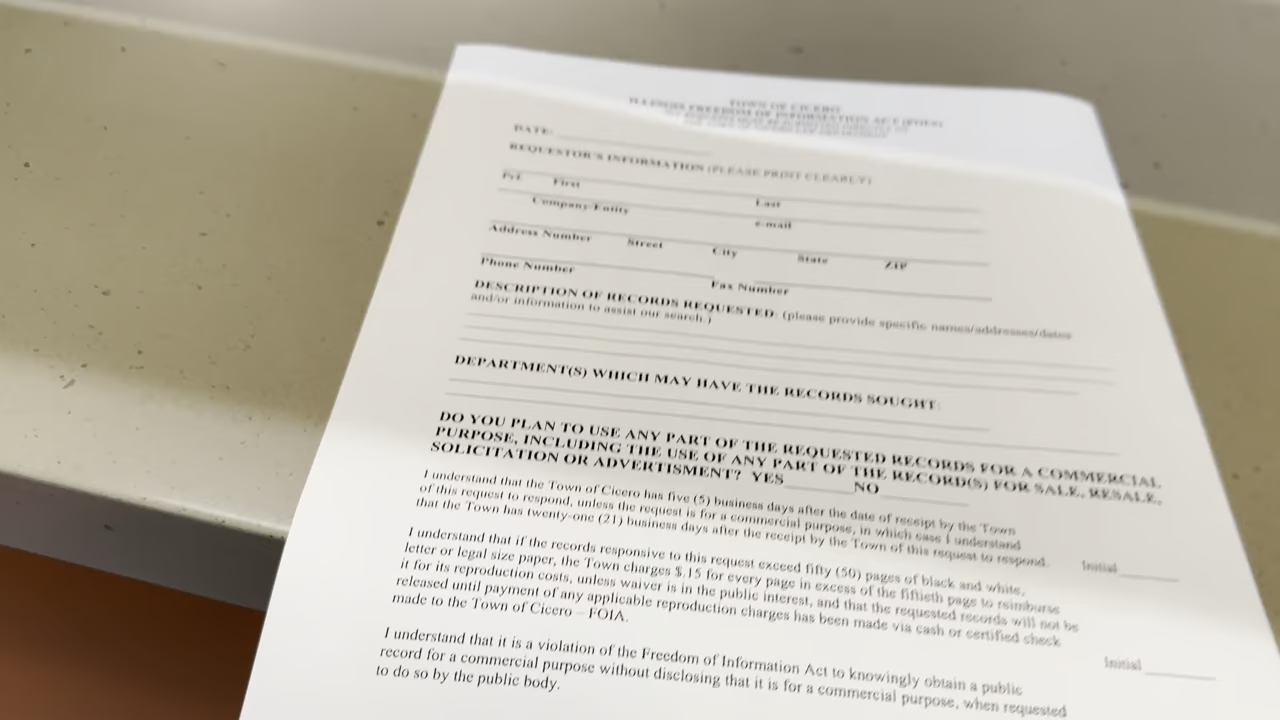 TOWN OF CICERO
ILLINOIS FREEDOM OF INFORMATION ACT (FOIA)
DATE:
REQUESTOR'S INFORMATION (PLEASE PRINT CLEARLY)
First Last
Company/Entity e-mail
Address Number Street City State ZIP
Phone Number Fax Number
DESCRIPTION OF RECORDS REQUESTED: (please provide specific names/addresses/dates
and/or information to assist our search.)
DEPARTMENT(S) WHICH MAY HAVE THE RECORDS SOUGHT:
DO YOU PLAN TO USE ANY PART OF THE REQUESTED RECORDS FOR A COMMERCIAL
PURPOSE, INCLUDING THE USE OF ANY PART OF THE RECORD(S) FOR SALE, RESALE,
SOLICITATION OR ADVERTISMENT? YES______NO________
I understand that the Town of Cicero has five (5) business days after the date of receipt by the Town
of this request to respond, unless the request is for a commercial purpose, in which case I understand
that the Town has twenty-one (21) business days after the receipt by the Town of this request to respond.
Initial________
I understand that if the records responsive to this request exceed fifty (50) pages of black and white,
letter or legal size paper, the Town charges $.15 for every page in excess of the fiftieth page to reimburse
it for its reproduction costs, unless waiver is in the public interest, and that the requested records will not be
released until payment of any applicable reproduction charges has been made via cash or certified check
made to the Town of Cicero – FOIA.
Initial________
I understand that it is a violation of the Freedom of Information Act to knowingly obtain a public
record for a commercial purpose without disclosing that it is for a commercial purpose, when requested
to do so by the public body.